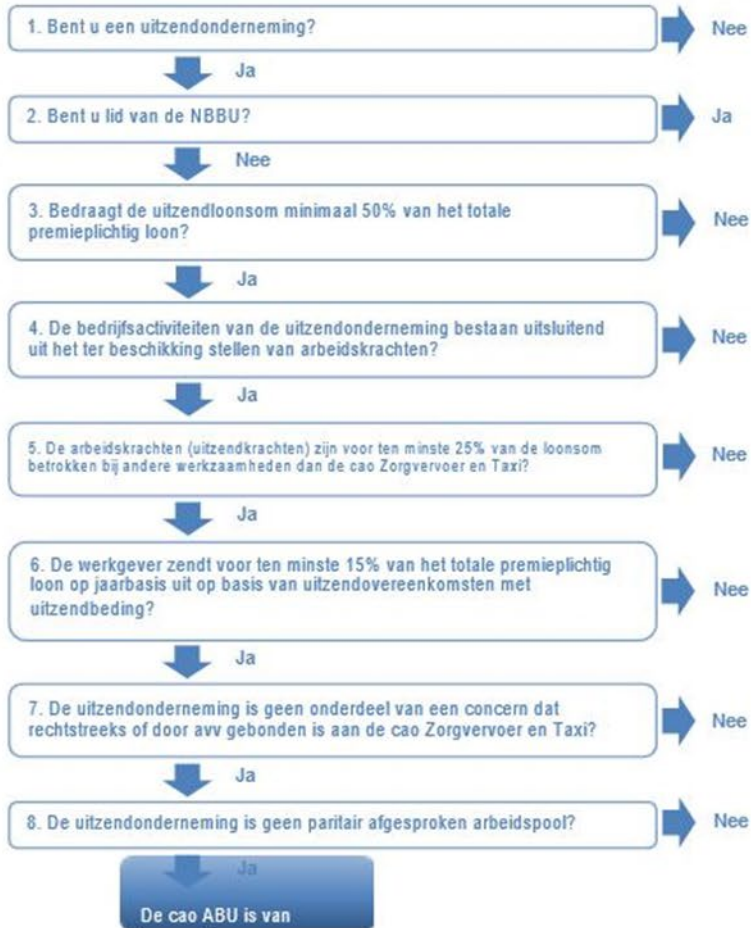 1. Bent u een uitzendonderneming?
Nee
Ja
2. Bent u lid van de NBBU?
Ja
Nee
3. Bedraagt de uitzendloonsom minimaal 50% van het totale
premieplichtig loon?
Nee
Ja
4. De bedrijfsactiviteiten van de uitzendonderneming bestaan uitsluitend
uit het ter beschikking stellen van arbeidskrachten?
Nee
Ja
5. De arbeidskrachten (uitzendkrachten) zijn voor ten minste 25% van de loonsom
betrokken bij andere werkzaamheden dan de cao Zorgvervoer en Taxi?
Nee
Ja
6. De werkgever zendt voor ten minste 15% van het totale premieplichtig
loon op jaarbasis uit op basis van uitzendovereenkomsten met
uitzendbeding?
Nee
Ja
7. De uitzendonderneming is geen onderdeel van een concern dat
rechtstreeks of door avv gebonden is aan de cao Zorgvervoer en Taxi?
Nee
Ja
8. De uitzendonderneming is geen paritair afgesproken arbeidspool?
Nee
Ja
De cao ABU is van